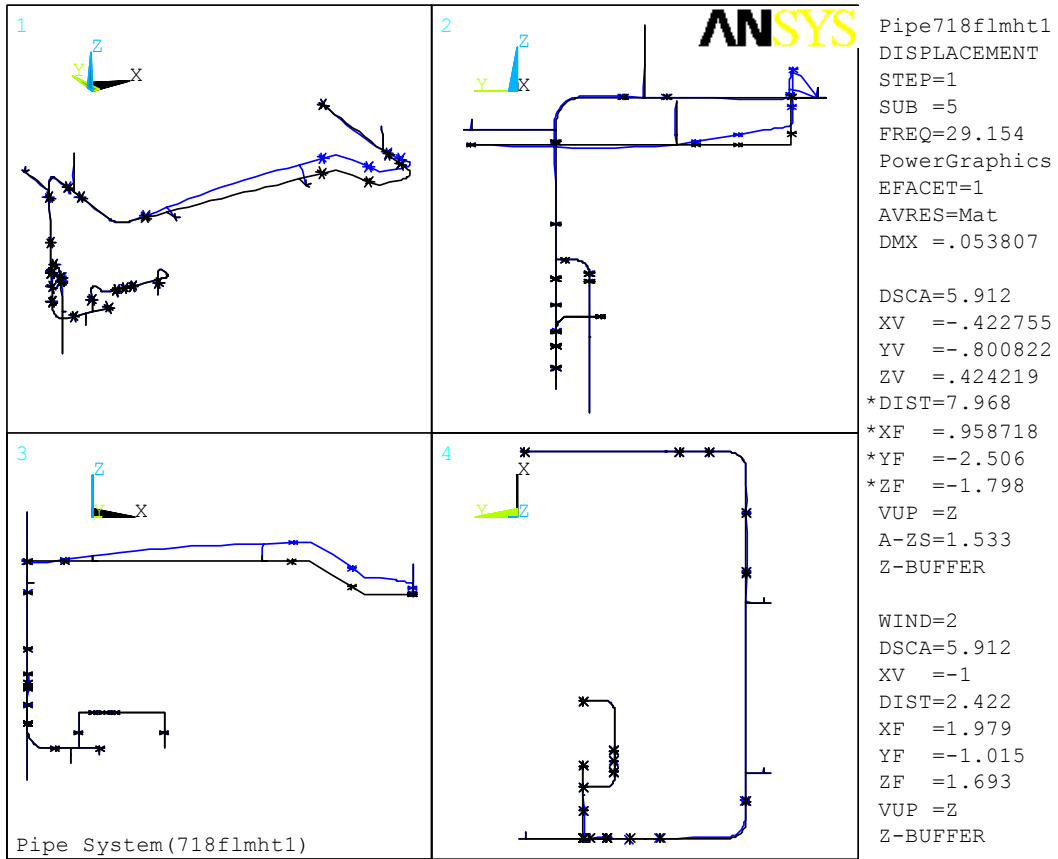 1
Z
Y
X
2
Z
Y
X
ANSYS
3
Z
Y
X
4
X
Y
Z
Pipe System(718flmht1)
Pipe718flmht1
DISPLACEMENT
STEP=1
SUB =5
FREQ=29.154
PowerGraphics
EFACET=1
AVRES=Mat
DMX =.053807
DSCA=5.912
XV =-.422755
YV =-.800822
ZV =.424219
*DIST=7.968
*XF =.958718
*YF =-2.506
*ZF =-1.798
VUP =Z
A-ZS=1.533
Z-BUFFER
WIND=2
DSCA=5.912
XV =-1
DIST=2.422
XF =1.979
YF =-1.015
ZF =1.693
VUP =Z
Z-BUFFER